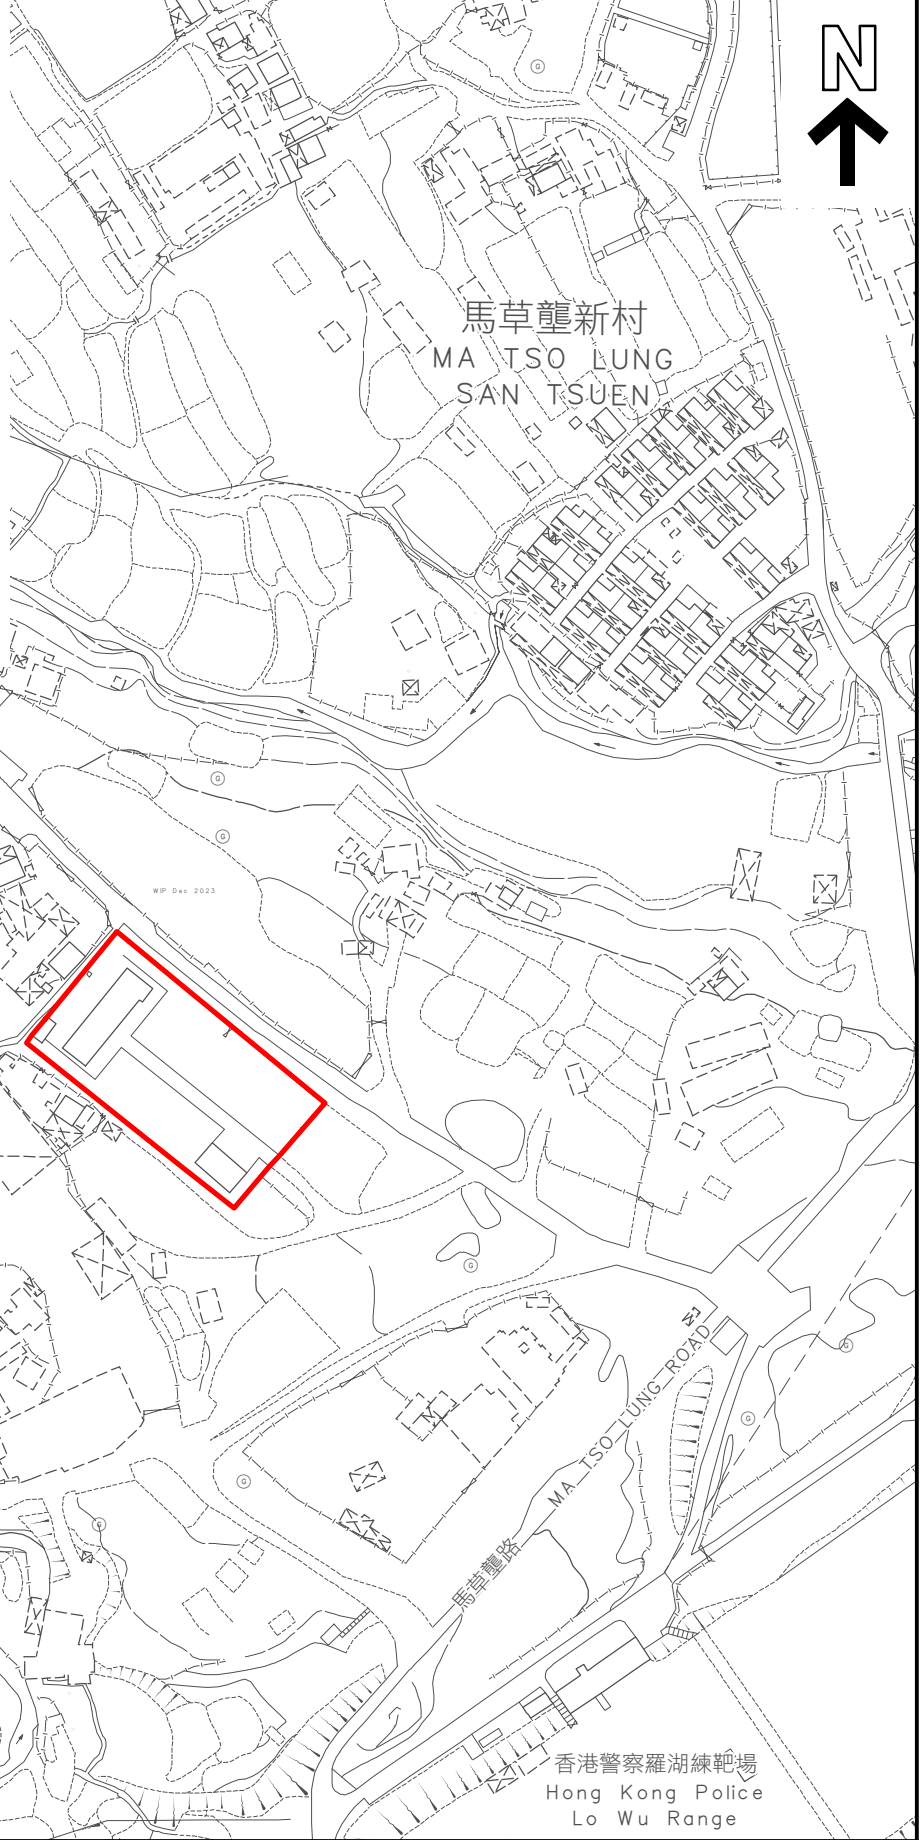 N
G
馬草壟新村
MA TSO LUNG
SAN TSUEN
G
G
WIP Dec 2023
G
G
G
MA TSO LUNG ROAD
馬草壟路
G
G
香港警察羅湖練靶場
Hong Kong Police
Lo Wu Range